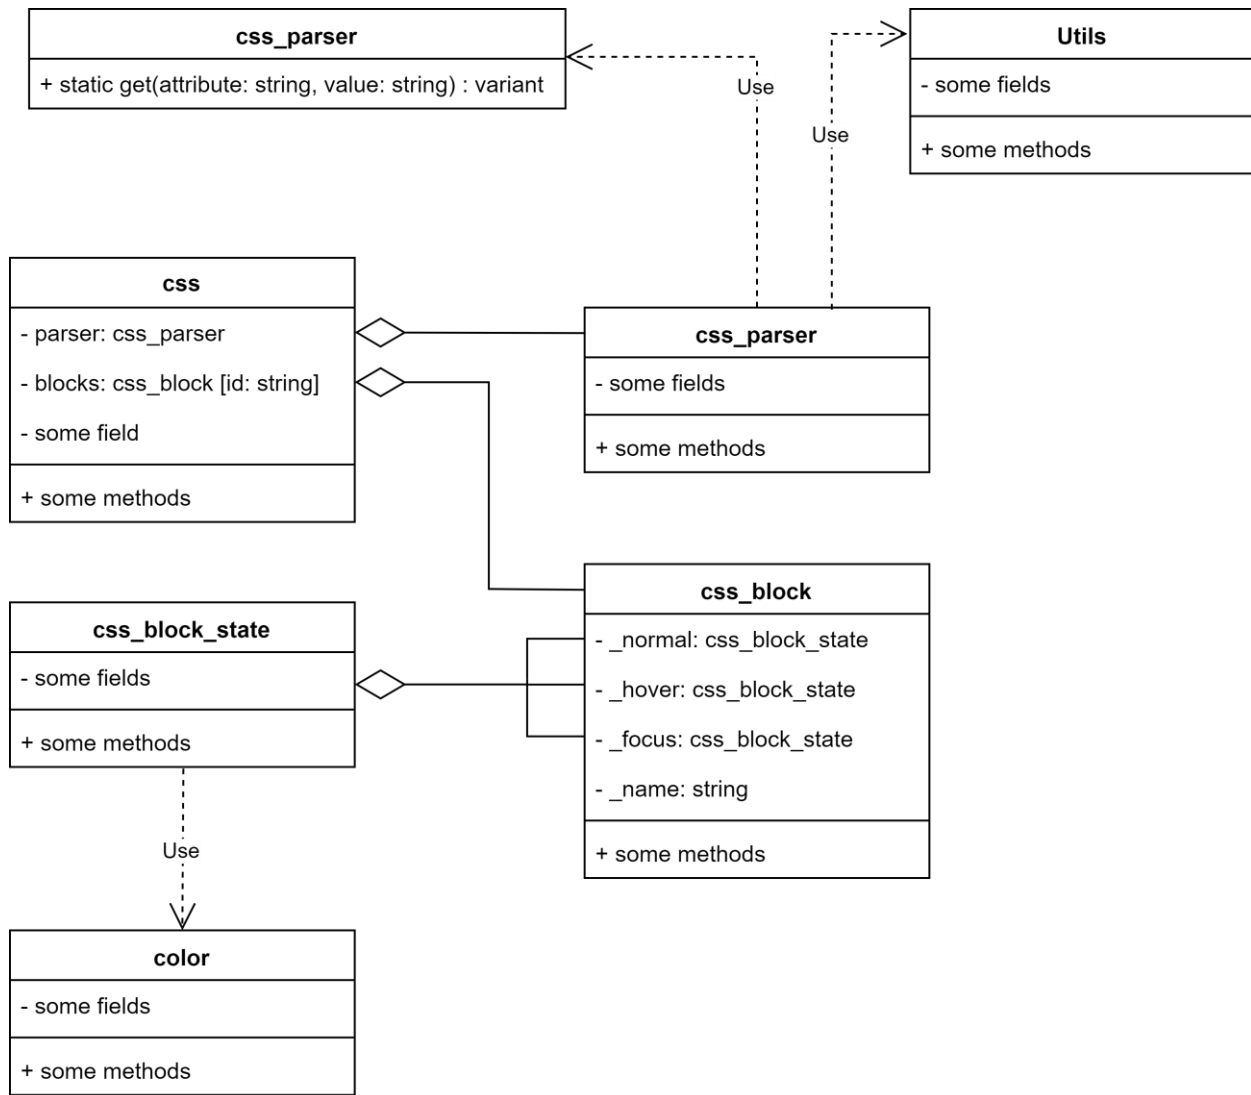 css_parser
+ static get(attribute: string, value: string) : variant
Utils
- some fields
+ some methods
Use
Use
css
- parser: css_parser
- blocks: css_block [id: string]
- some field
+ some methods
css_parser
- some fields
+ some methods
css_block_state
- some fields
+ some methods
css_block
- _normal: css_block_state
- _hover: css_block_state
- _focus: css_block_state
- _name: string
+ some methods
Use
color
- some fields
+ some methods